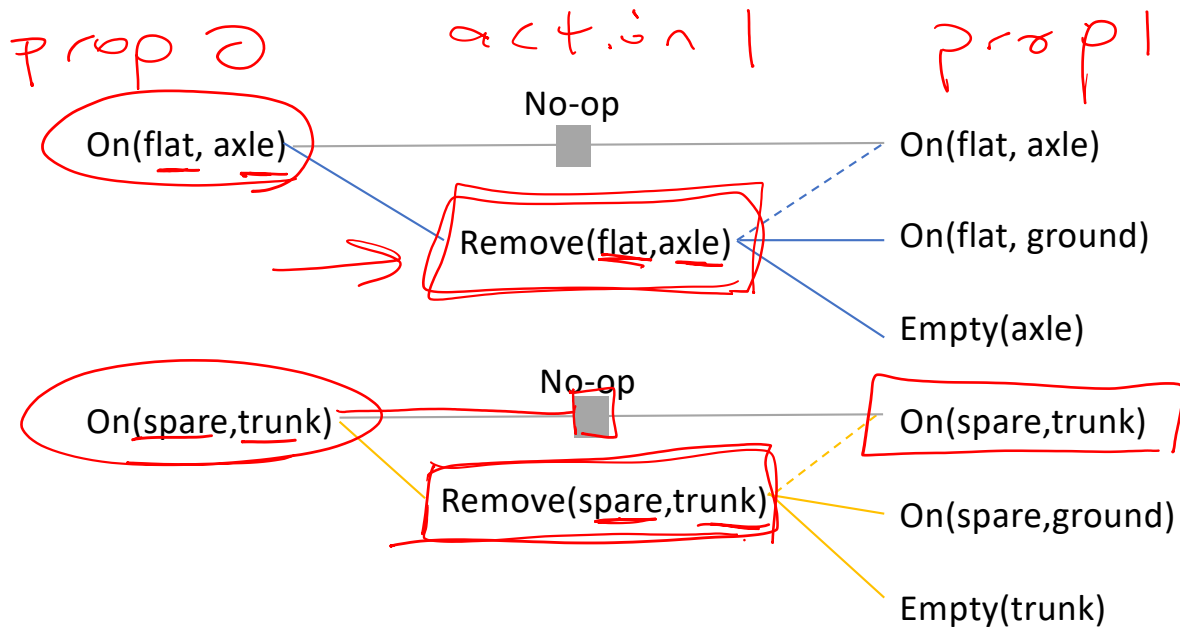 prop 0 action 1 prop 1
No-op
On(flat, axle) On(flat, axle)
Remove(flat,axle) On(flat, ground)
Empty(axle)
No-op
On(spare,trunk) On(spare,trunk)
Remove(spare,trunk) On(spare,ground)
Empty(trunk)